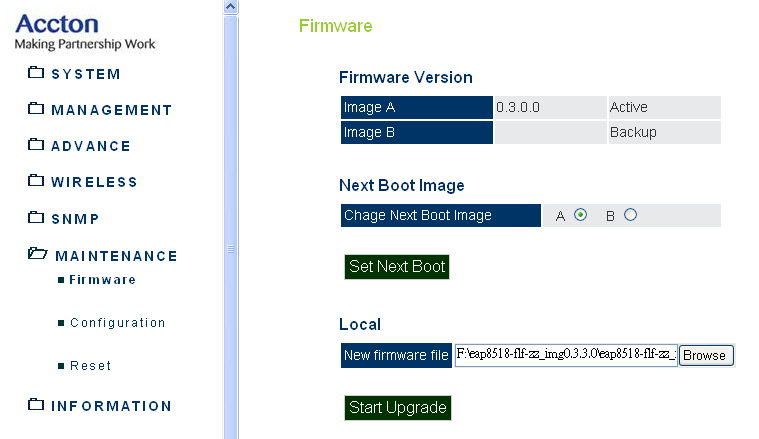 Accton
Making Partnership Work
SYSTEM
MANAGEMENT
ADVANCE
WIRELESS
SNMP
MAINTENANCE
Firmware
Configuration
Reset
INFORMATION
Firmware
Firmware Version
Image A 0.3.0.0 Active
Image B Backup
Next Boot Image
Chage Next Boot Image A B
Set Next Boot
Local
New firmware file F:\eap8518-flf-zz_img0.3.3.0\eap8518-flf-zz_ Browse
Start Upgrade